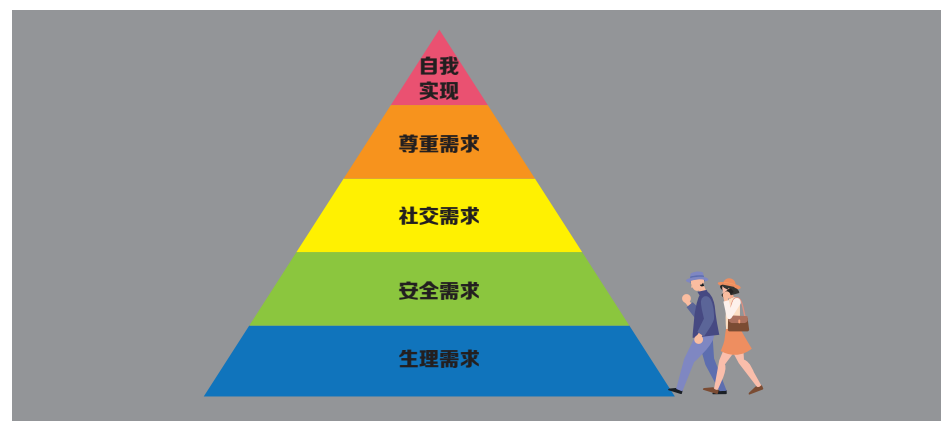 自我
实现
尊重需求
社交需求
安全需求
生理需求